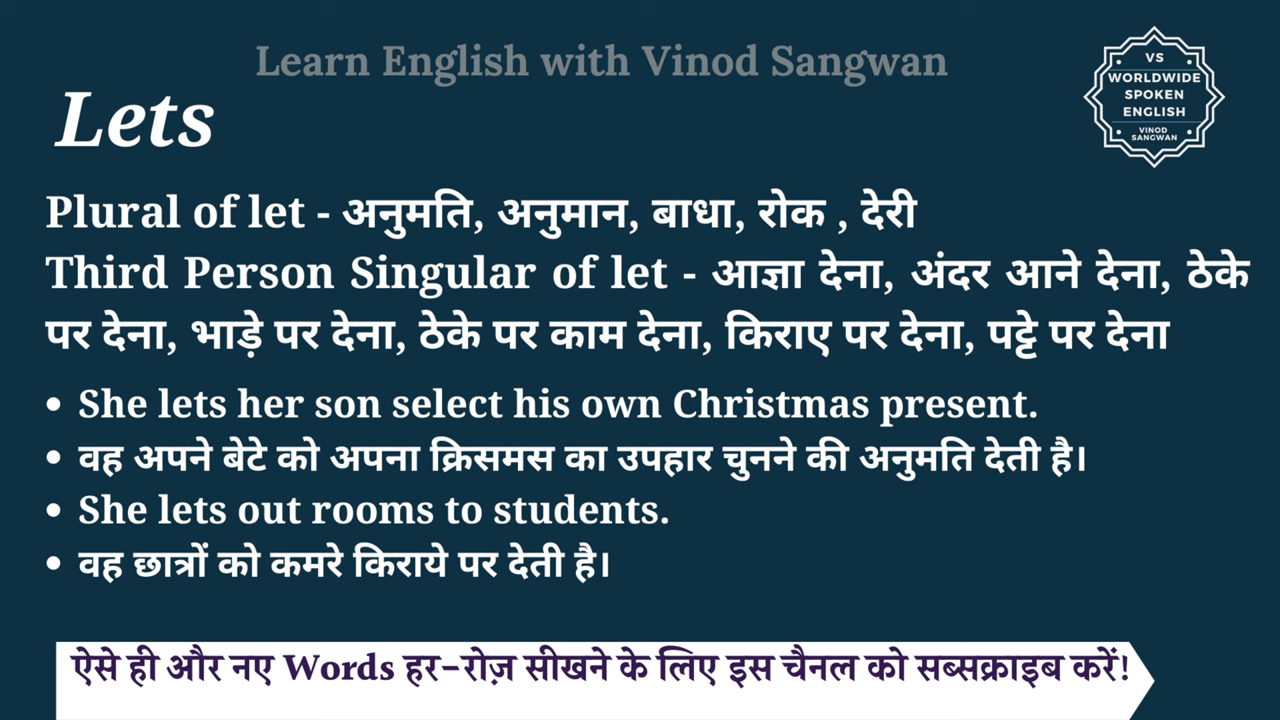 Learn English with Vinod Sangwan
VS
WORLDWIDE
SPOKEN
ENGLISH
VINOD
SANGWAN
Lets
Plural of let - अनुमति, अनुमान, बाधा, रोक , देरी
Third Person Singular of let - आज्ञा देना, अंदर आने देना, ठेके
पर देना, भाड़े पर देना, ठेके पर काम देना, किराए पर देना, पट्टे पर देना
• She lets her son select his own Christmas present.
• वह अपने बेटे को अपना क्रिसमस का उपहार चुनने की अनुमति देती है।
• She lets out rooms to students.
• वह छात्रों को कमरे किराये पर देती है।
ऐसे ही और नए Words हर-रोज़ सीखने के लिए इस चैनल को सब्सक्राइब करें!